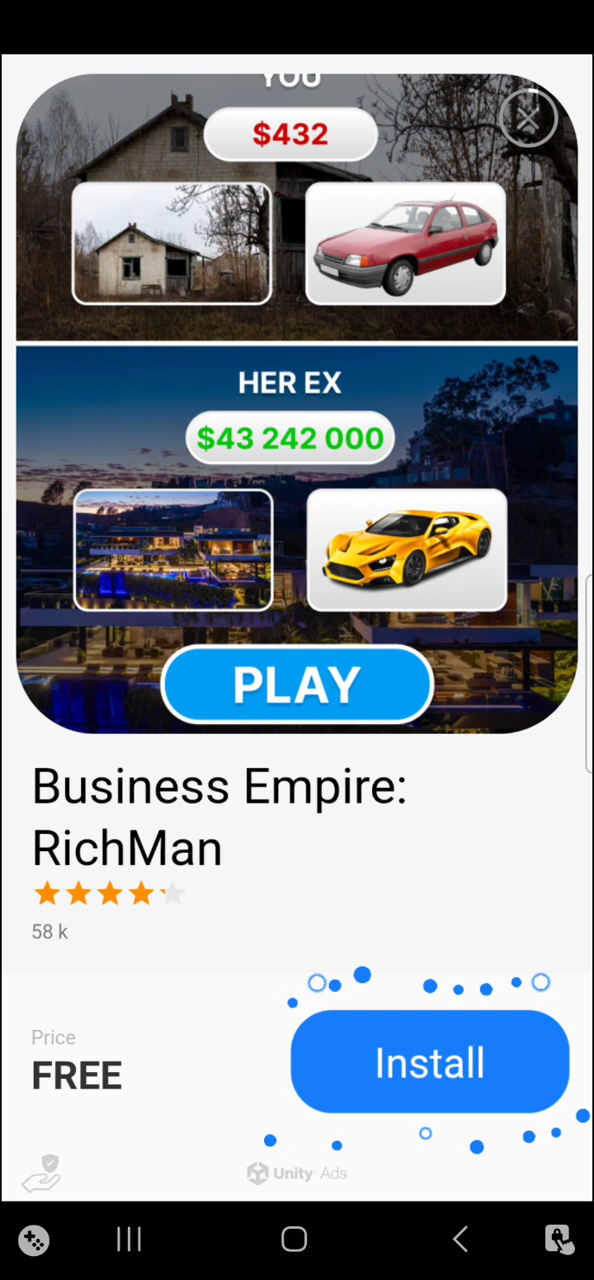 YOU
$432
HER EX
$43 242 000
PLAY
Business Empire:
RichMan
58 k
Price
FREE
Install
Unity Ads